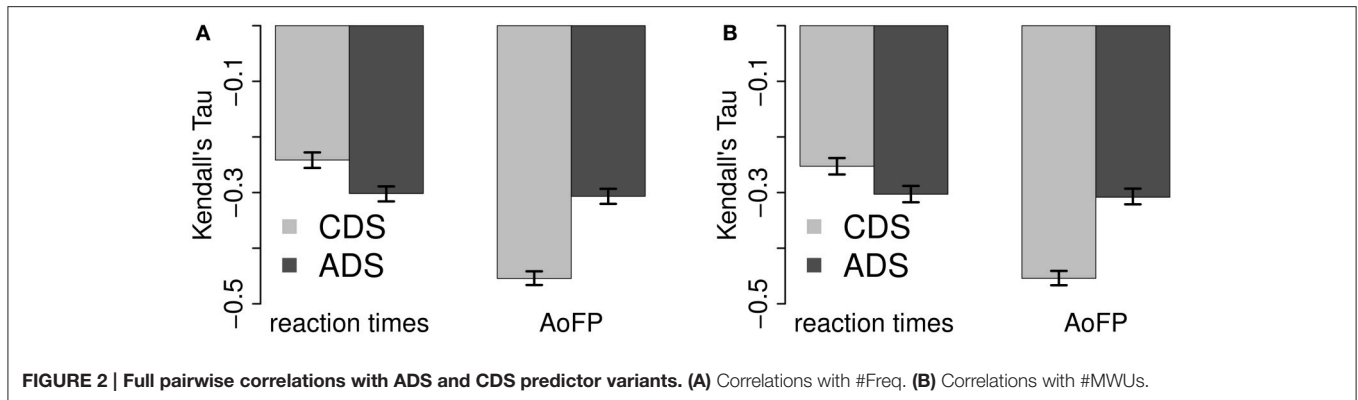 A
Kendall's Tau
−0.1
−0.3
−0.5
CDS
ADS
reaction times
AoFP
B
Kendall's Tau
−0.1
−0.3
−0.5
CDS
ADS
reaction times
AoFP
FIGURE 2 | Full pairwise correlations with ADS and CDS predictor variants. (A) Correlations with #Freq. (B) Correlations with #MWUs.